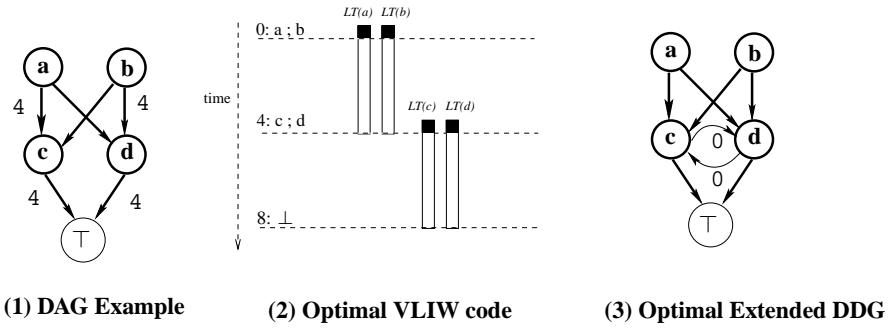 a
b
4
4
c
d
4
4
⊤
(1) DAG Example
LT(a) LT(b)
0: a ; b
time
LT(c) LT(d)
4: c ; d
8: ⊥
(2) Optimal VLIW code
a
b
c
0
d
0
⊤
(3) Optimal Extended DDG